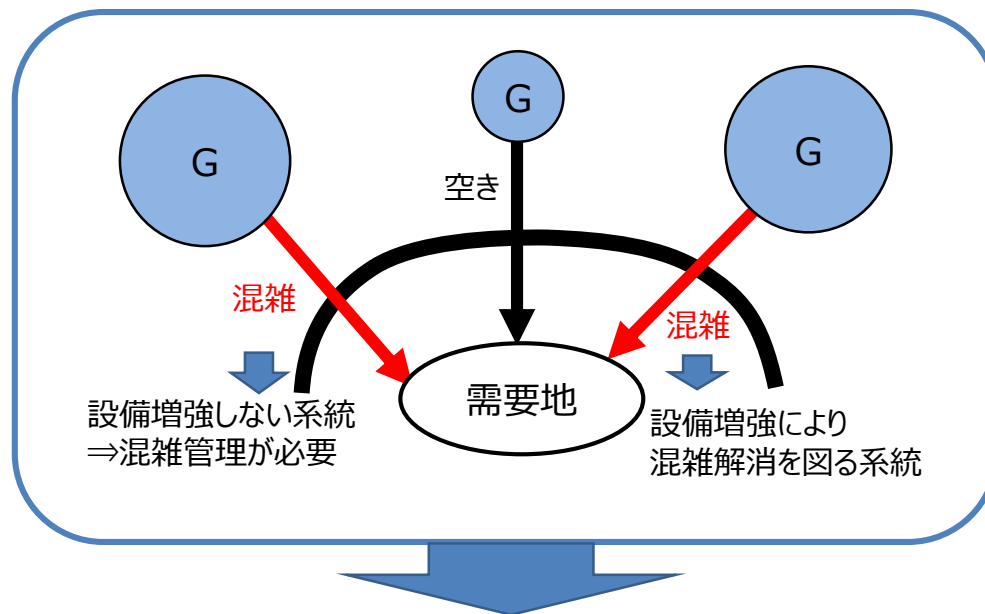 G
G
G
空き
混雑
混雑
需要地
設備増強しない系統
⇒混雑管理が必要
設備増強により
混雑解消を図る系統